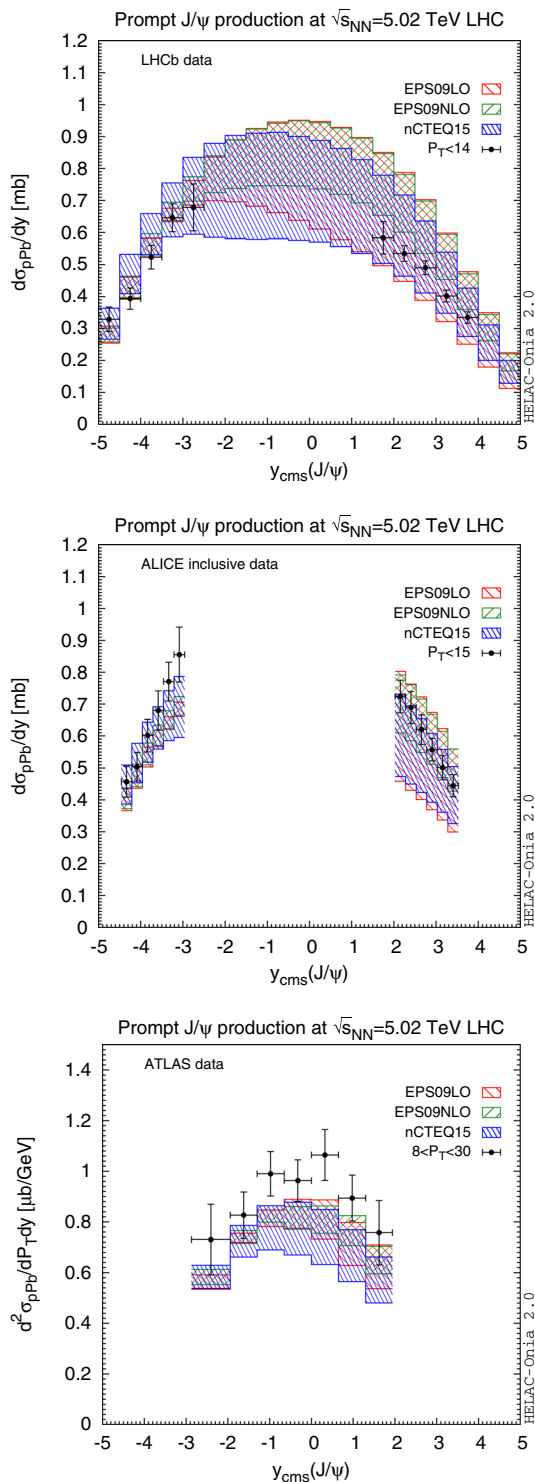 Prompt J/ψ production at √s_NN=5.02 TeV LHC
LHCb data
EPS09LO
EPS09NLO
nCTEQ15
P_T<14
dσ_pPb/dy [mb]
1.2
1.1
1
0.9
0.8
0.7
0.6
0.5
0.4
0.3
0.2
0.1
0
-5 -4 -3 -2 -1 0 1 2 3 4 5
y_cms(J/ψ)
HELAC-Onia 2.0
Prompt J/ψ production at √s_NN=5.02 TeV LHC
ALICE inclusive data
EPS09LO
EPS09NLO
nCTEQ15
P_T<15
dσ_pPb/dy [mb]
1.2
1.1
1
0.9
0.8
0.7
0.6
0.5
0.4
0.3
0.2
0.1
0
-5 -4 -3 -2 -1 0 1 2 3 4 5
y_cms(J/ψ)
HELAC-Onia 2.0
Prompt J/ψ production at √s_NN=5.02 TeV LHC
ATLAS data
EPS09LO
EPS09NLO
nCTEQ15
8<P_T<30
d²σ_pPb/dP_Tdy [μb/GeV]
1.4
1.2
1
0.8
0.6
0.4
0.2
0
-5 -4 -3 -2 -1 0 1 2 3 4 5
y_cms(J/ψ)
HELAC-Onia 2.0